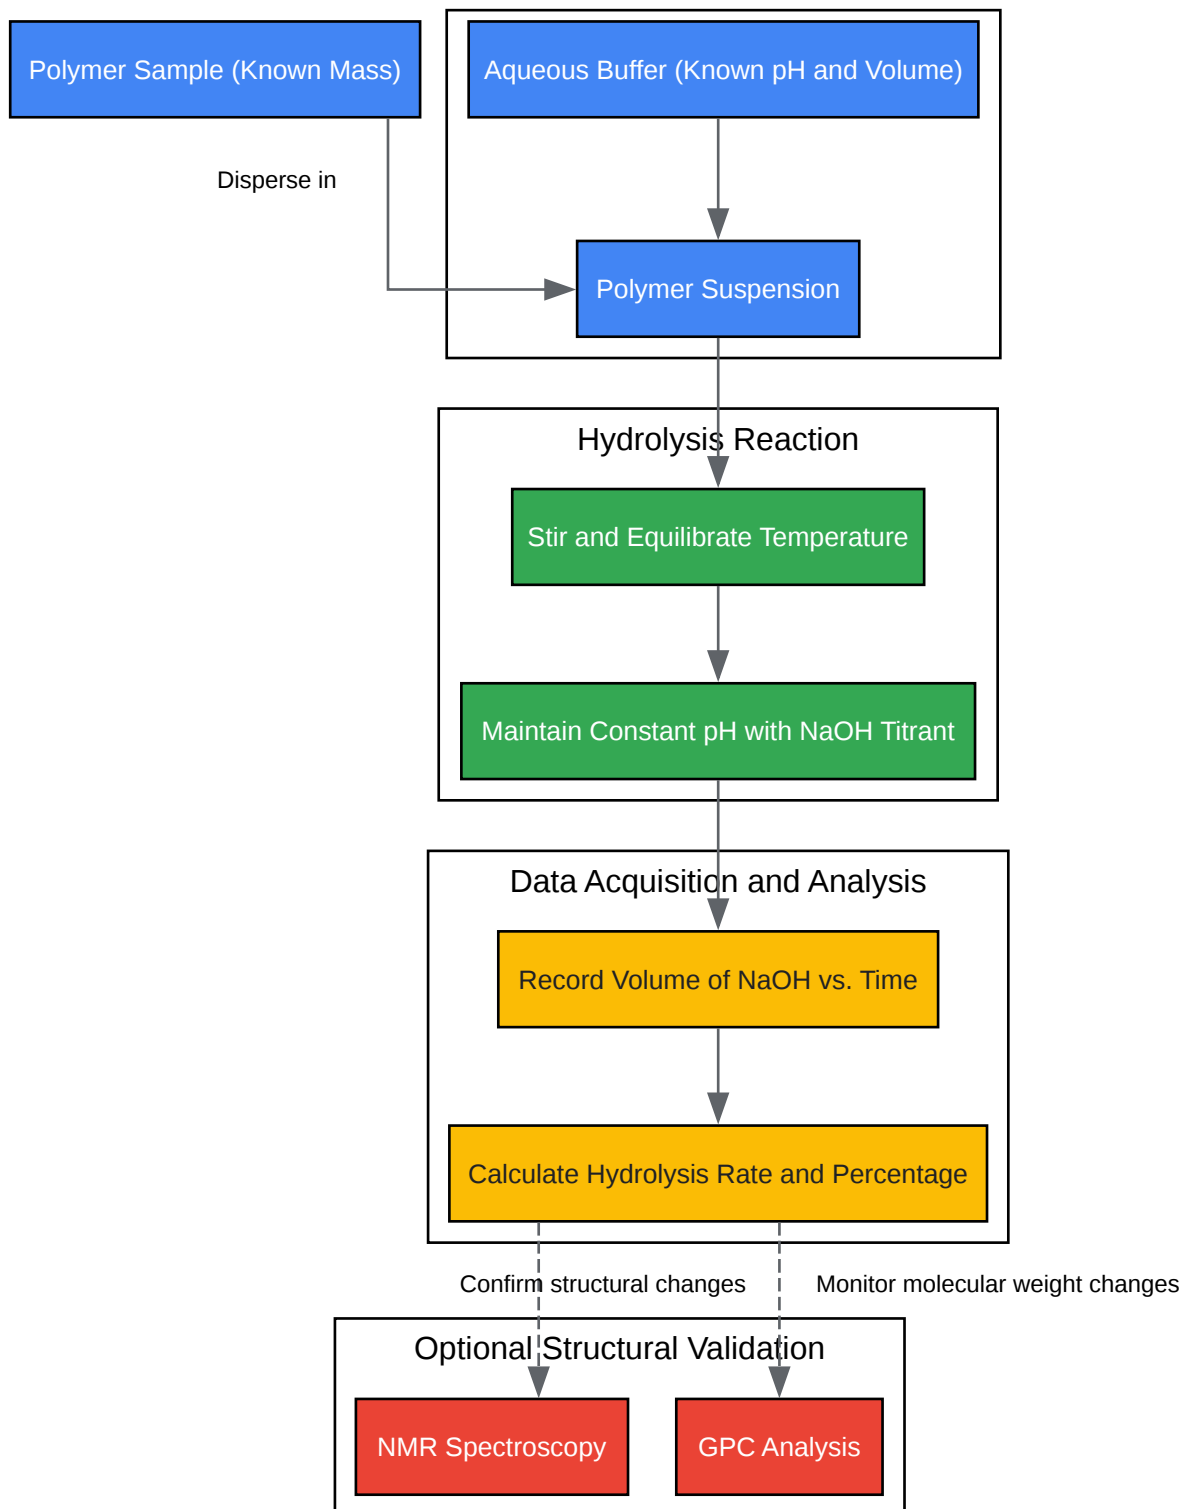 Polymer Sample (Known Mass)
Aqueous Buffer (Known pH and Volume)
Disperse in
Polymer Suspension
Hydrolysis Reaction
Stir and Equilibrate Temperature
Maintain Constant pH with NaOH Titrant
Data Acquisition and Analysis
Record Volume of NaOH vs. Time
Calculate Hydrolysis Rate and Percentage
Confirm structural changes
Monitor molecular weight changes
Optional Structural Validation
NMR Spectroscopy
GPC Analysis